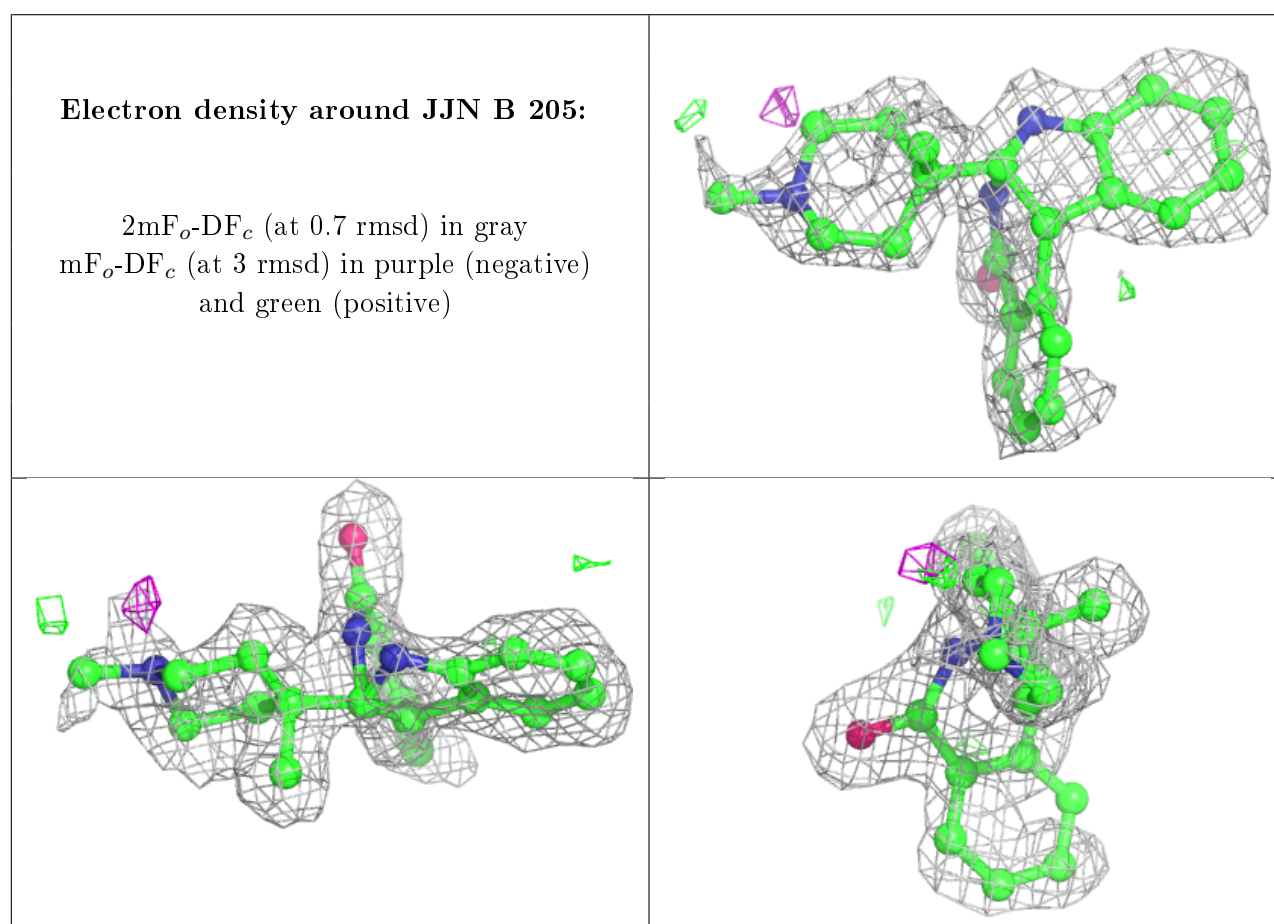 Electron density around JJN B 205:
2mFₒ-DF𝒸 (at 0.7 rmsd) in gray
mFₒ-DF𝒸 (at 3 rmsd) in purple (negative)
and green (positive)